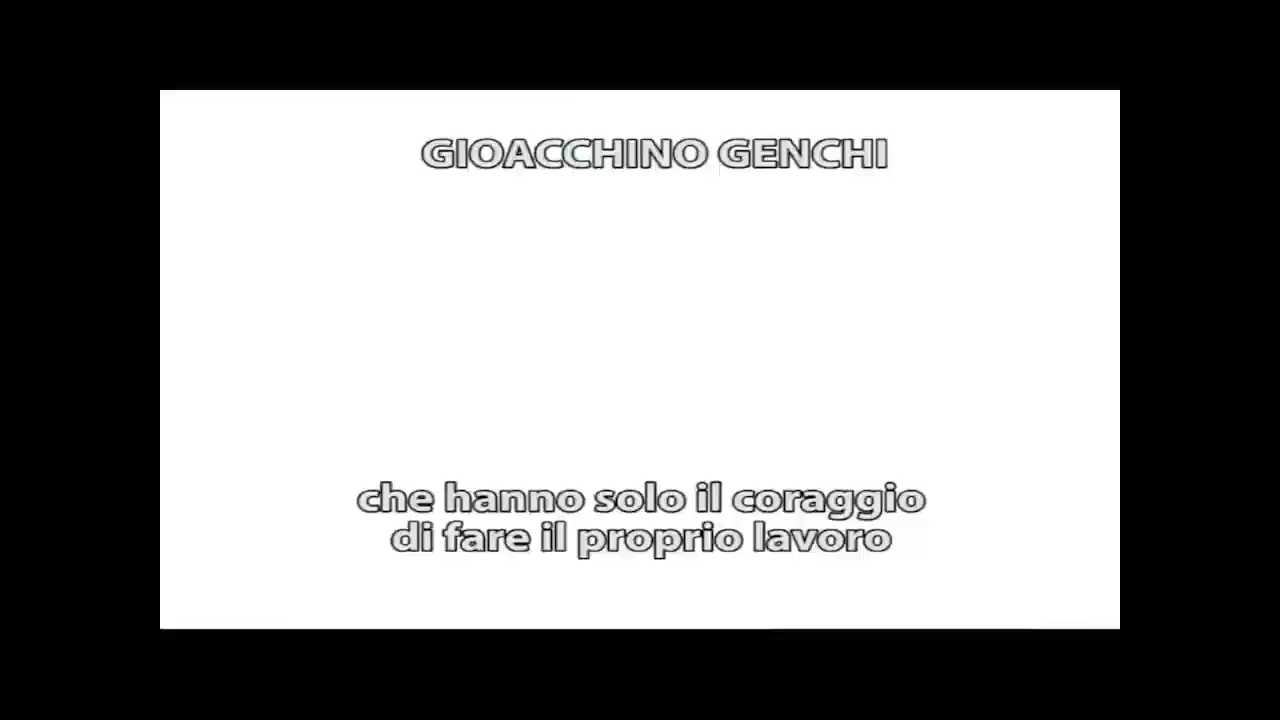 GIOACCHINO GENCHI
che hanno solo il coraggio
di fare il proprio lavoro